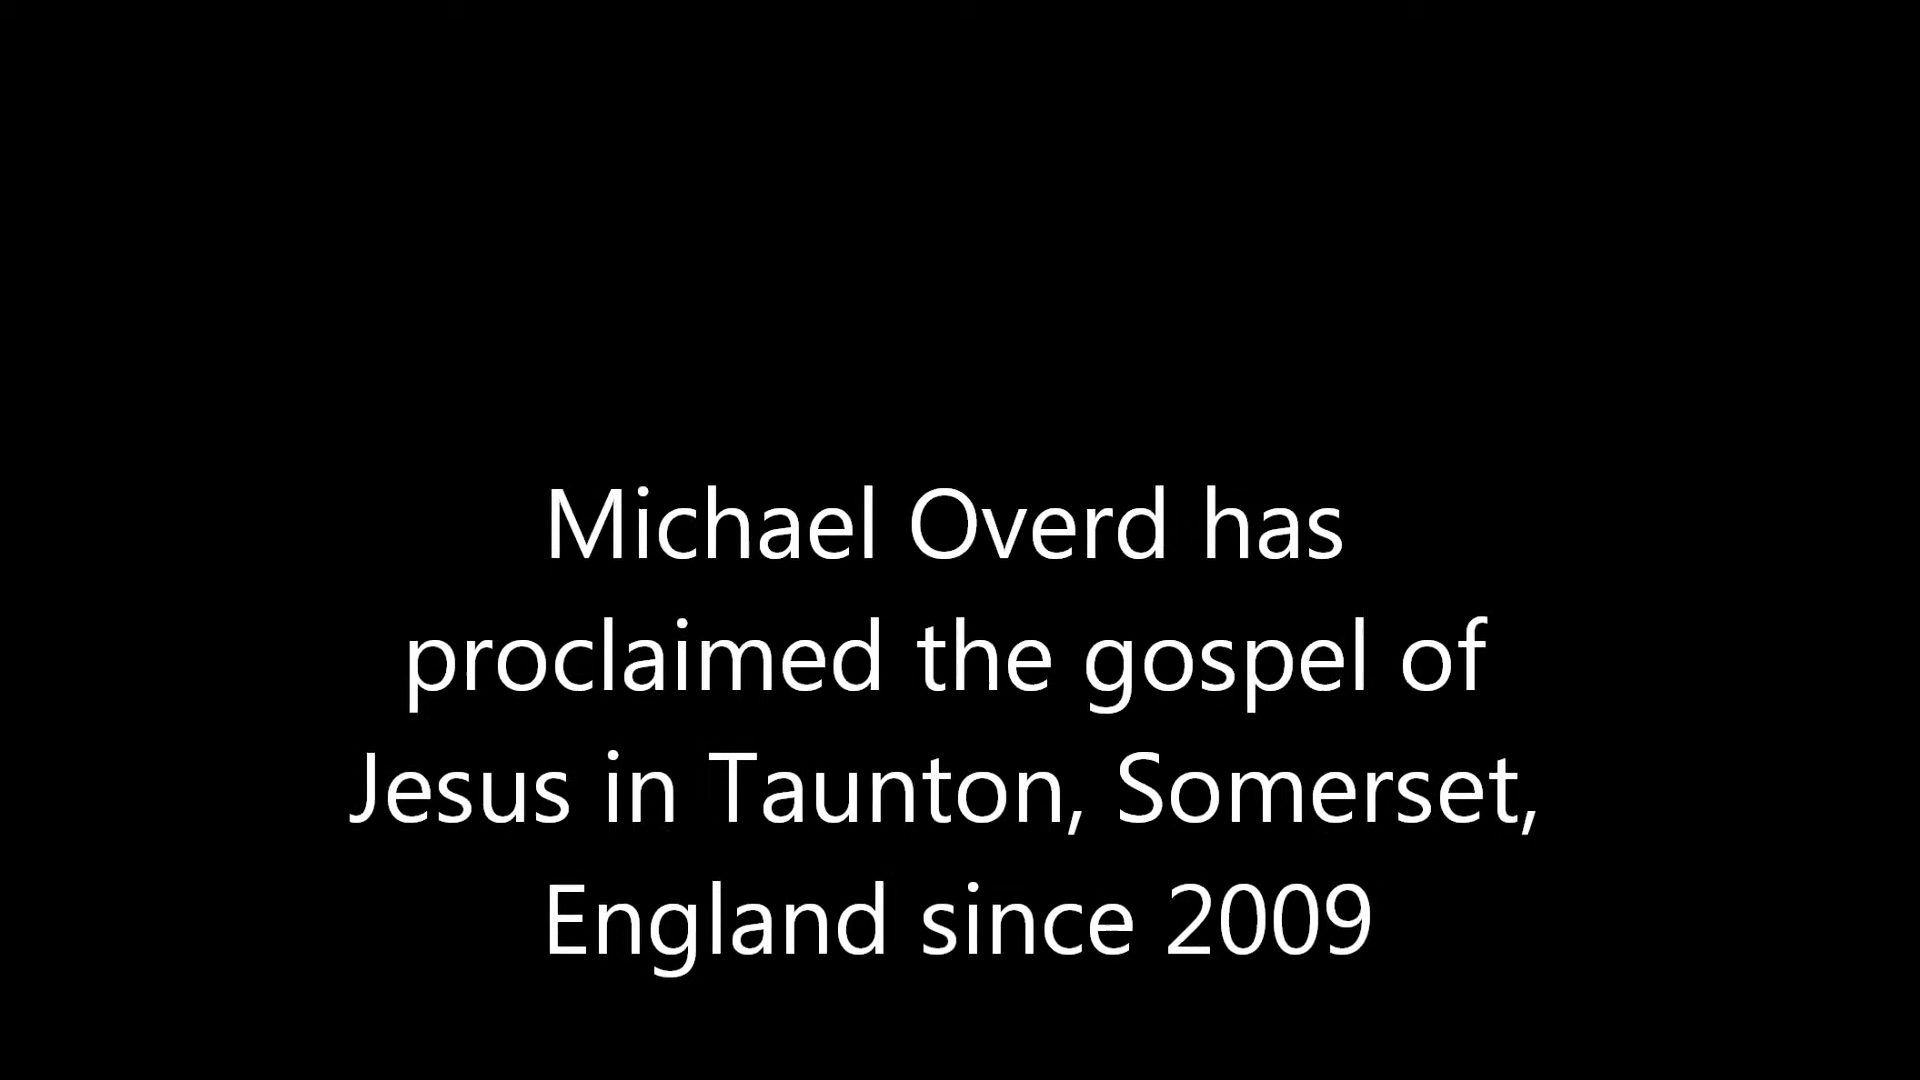 Michael Overd has
proclaimed the gospel of
Jesus in Taunton, Somerset,
England since 2009